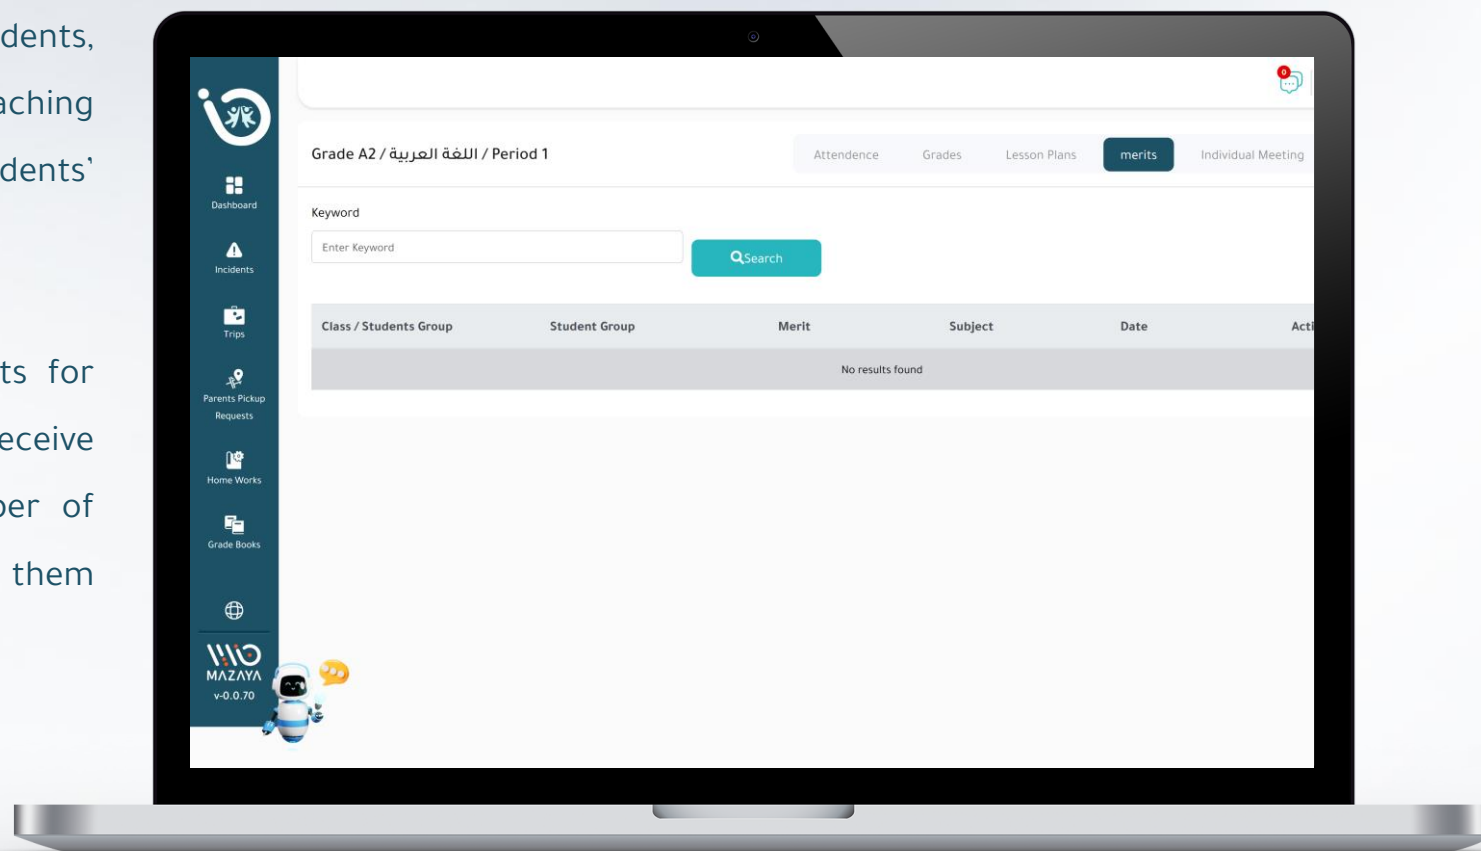 dents,
aching
dents'
ts for
eceive
ber of
them
0
Grade A2 / اللغة العربية / Period 1
Attendence
Grades
Lesson Plans
merits
Individual Meeting
Dashboard
Incidents
Trips
Parents Pickup
Requests
Home Works
Grade Books
MAZAYA
v-0.0.70
Keyword
Enter Keyword
Search
Class / Students Group
Student Group
Merit
Subject
Date
Acti
No results found